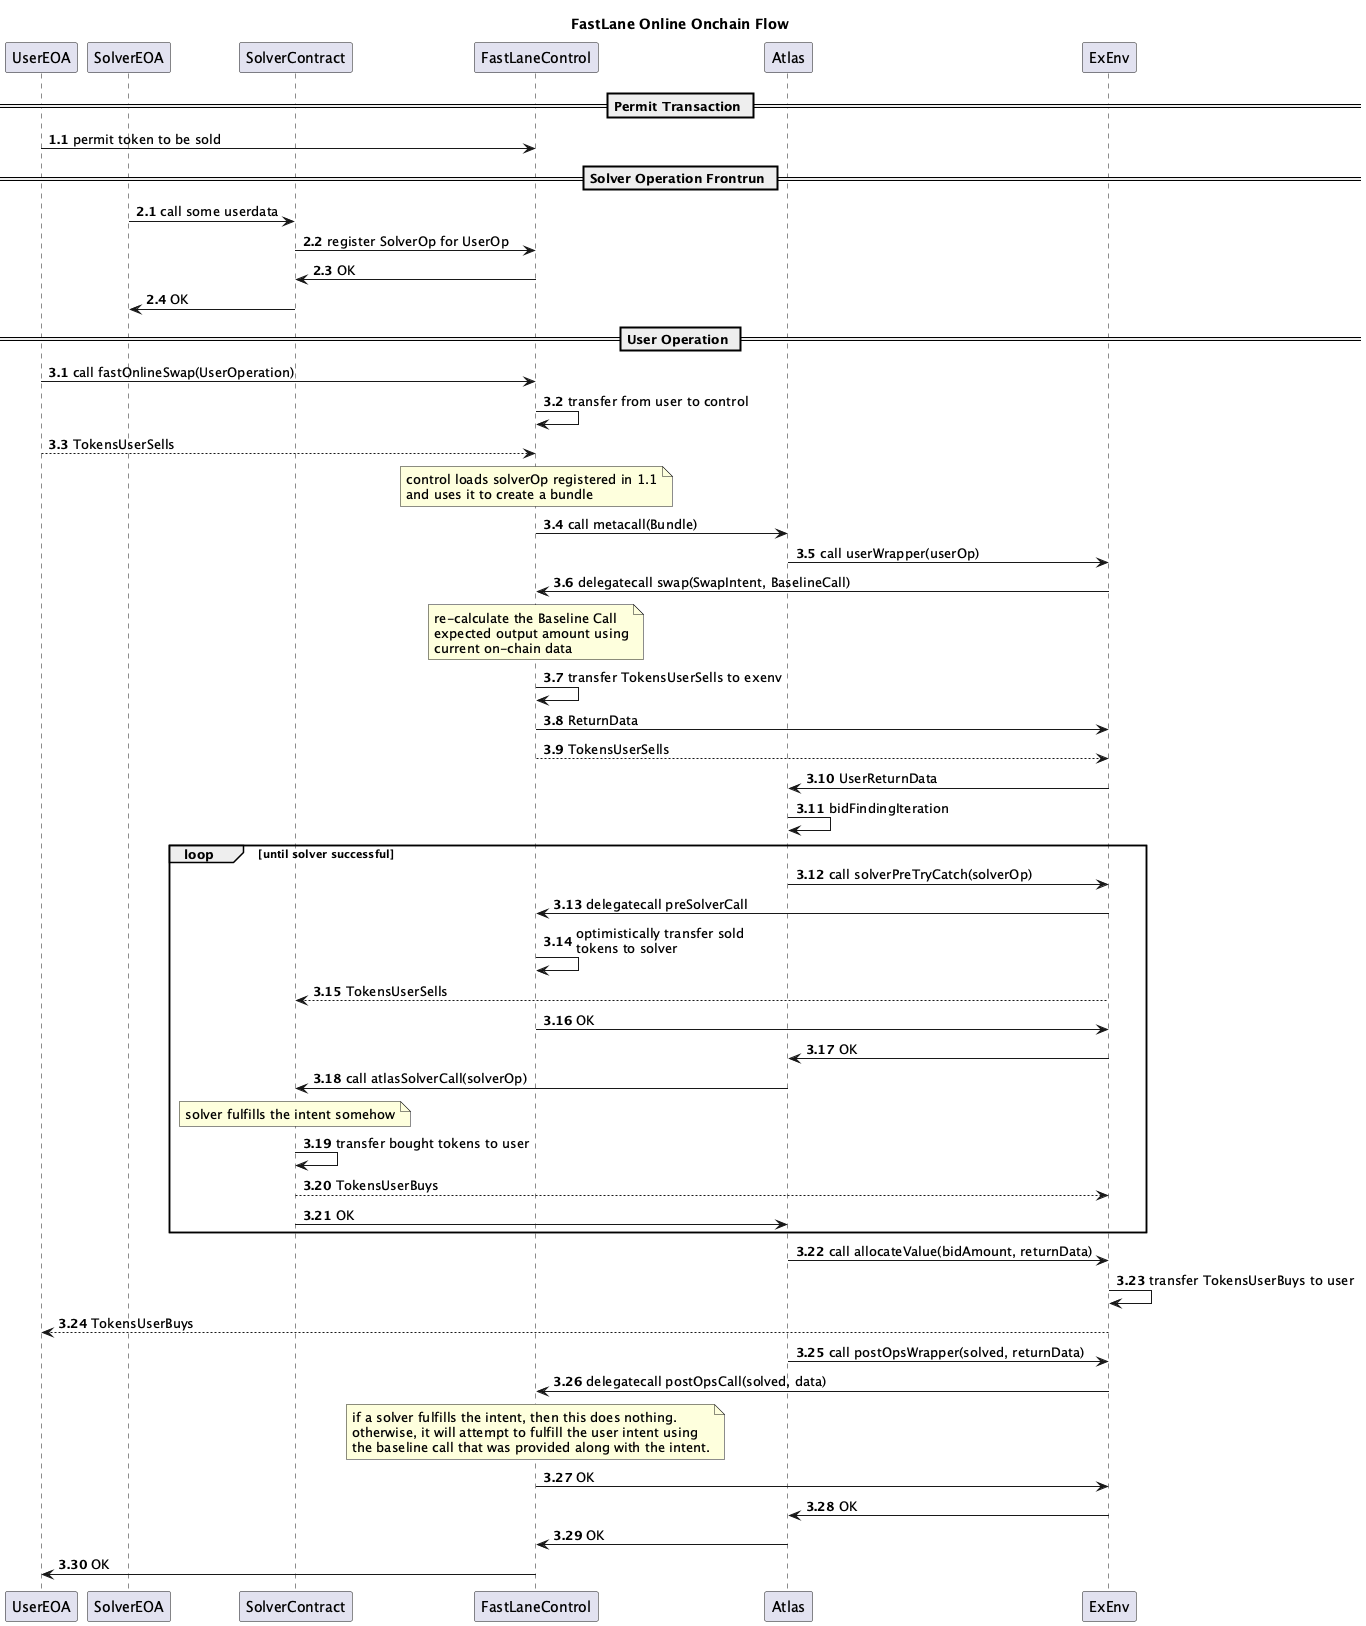 FastLane Online Onchain Flow
UserEOA SolverEOA SolverContract FastLaneControl Atlas ExEnv
Permit Transaction
1.1 permit token to be sold
Solver Operation Frontrun
2.1 call some userdata
2.2 register SolverOp for UserOp
2.3 OK
2.4 OK
User Operation
3.1 call fastOnlineSwap(UserOperation)
3.2 transfer from user to control
3.3 TokensUserSells
control loads solverOp registered in 1.1
and uses it to create a bundle
3.4 call metacall(Bundle)
3.5 call userWrapper(userOp)
3.6 delegatecall swap(SwapIntent, BaselineCall)
re-calculate the Baseline Call
expected output amount using
current on-chain data
3.7 transfer TokensUserSells to exenv
3.8 ReturnData
3.9 TokensUserSells
3.10 UserReturnData
3.11 bidFindingIteration
loop [until solver successful]
3.12 call solverPreTryCatch(solverOp)
3.13 delegatecall preSolverCall
3.14 optimistically transfer sold
tokens to solver
3.15 TokensUserSells
3.16 OK
3.17 OK
3.18 call atlasSolverCall(solverOp)
solver fulfills the intent somehow
3.19 transfer bought tokens to user
3.20 TokensUserBuys
3.21 OK
3.22 call allocateValue(bidAmount, returnData)
3.23 transfer TokensUserBuys to user
3.24 TokensUserBuys
3.25 call postOpsWrapper(solved, returnData)
3.26 delegatecall postOpsCall(solved, data)
if a solver fulfills the intent, then this does nothing.
otherwise, it will attempt to fulfill the user intent using
the baseline call that was provided along with the intent.
3.27 OK
3.28 OK
3.29 OK
3.30 OK
UserEOA SolverEOA SolverContract FastLaneControl Atlas ExEnv